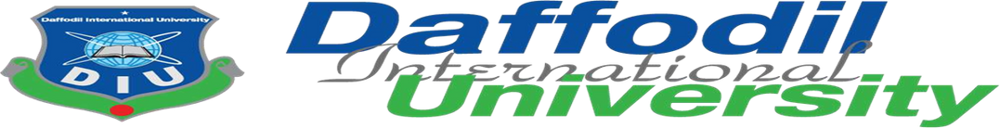 Daffodil International University
DIU
Daffodil
International
University